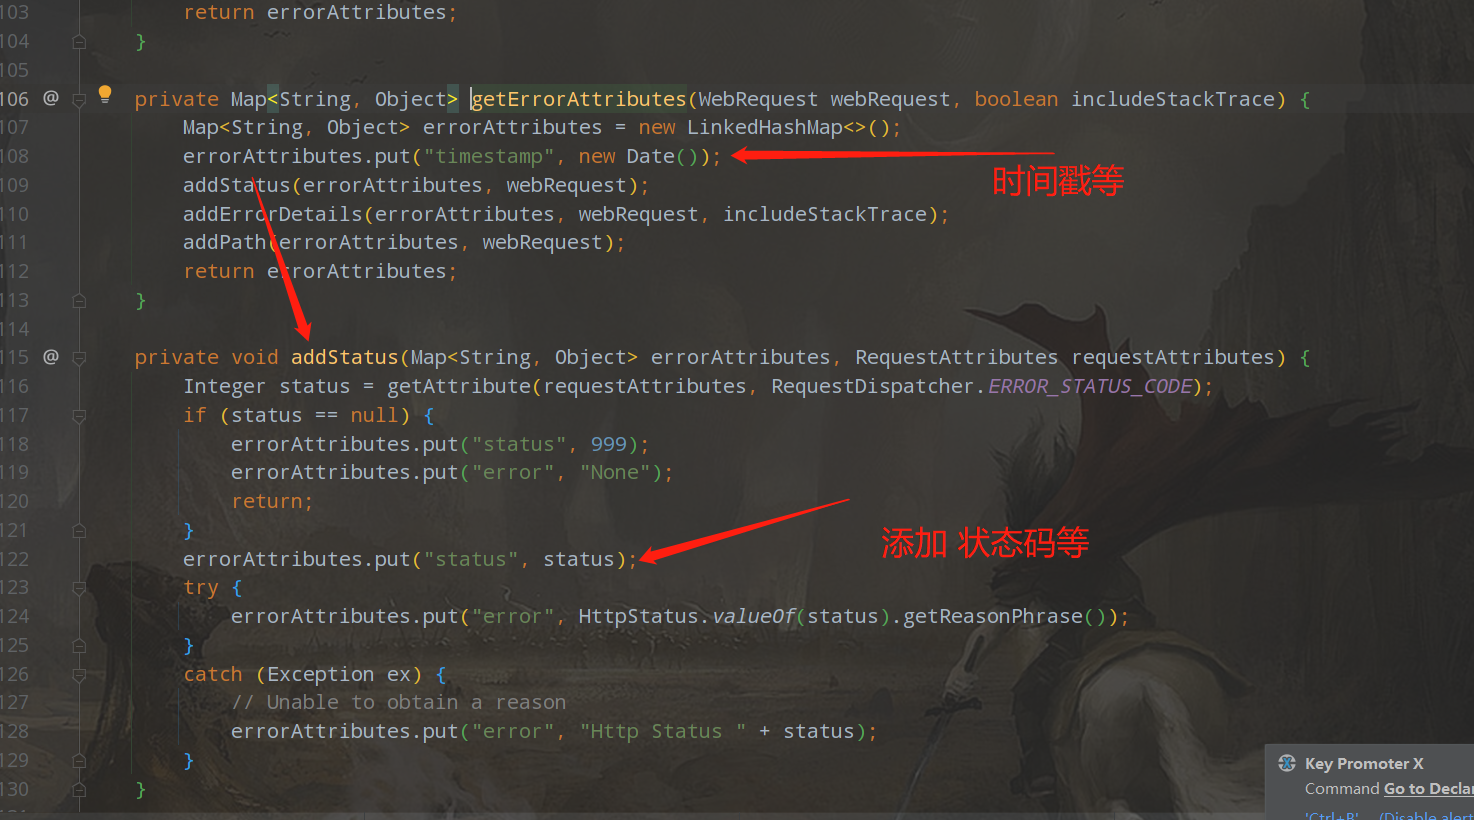 103 return errorAttributes;
104 }
105
106 @ private Map<String, Object> getErrorAttributes(WebRequest webRequest, boolean includeStackTrace) {
107 Map<String, Object> errorAttributes = new LinkedHashMap<>();
108 errorAttributes.put("timestamp", new Date());
时间戳等
109 addStatus(errorAttributes, webRequest);
110 addErrorDetails(errorAttributes, webRequest, includeStackTrace);
111 addPath(errorAttributes, webRequest);
112 return errorAttributes;
113 }
114
115 @ private void addStatus(Map<String, Object> errorAttributes, RequestAttributes requestAttributes) {
116 Integer status = getAttribute(requestAttributes, RequestDispatcher.ERROR_STATUS_CODE);
117 if (status == null) {
118 errorAttributes.put("status", 999);
119 errorAttributes.put("error", "None");
120 return;
121 }
添加 状态码等
122 errorAttributes.put("status", status);
123 try {
124 errorAttributes.put("error", HttpStatus.valueOf(status).getReasonPhrase());
125 }
126 catch (Exception ex) {
127 // Unable to obtain a reason
128 errorAttributes.put("error", "Http Status " + status);
129 }
130 }
Key Promoter X
Command Go to Declar
'Ctrl+B' (Disable alert